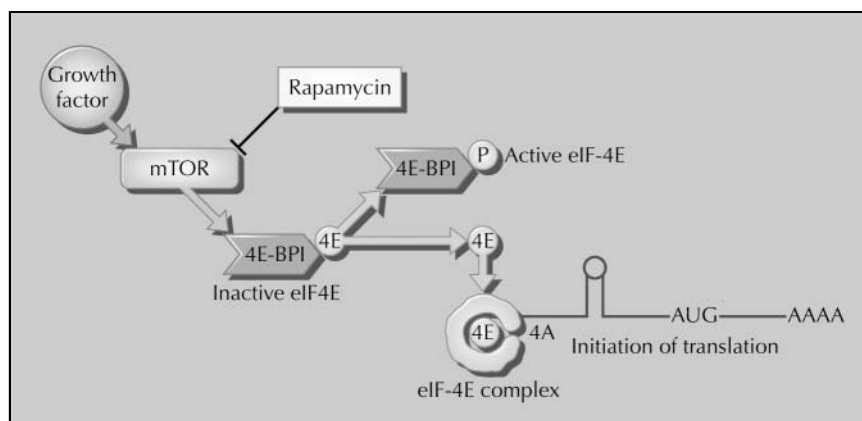 Growth
factor
Rapamycin
mTOR
4E-BPI
P
Active eIF-4E
4E-BPI
4E
4E
Inactive eIF4E
4E
4A
AUG
AAAA
Initiation of translation
eIF-4E complex